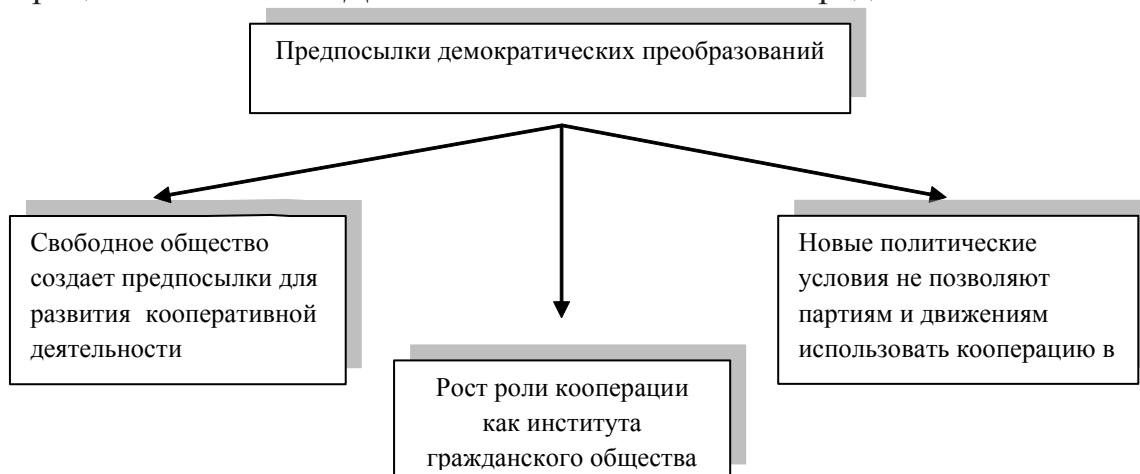 Предпосылки демократических преобразований
Свободное общество
создает предпосылки для
развития кооперативной
деятельности
Рост роли кооперации
как института
гражданского общества
Новые политические
условия не позволяют
партиям и движениям
использовать кооперацию в